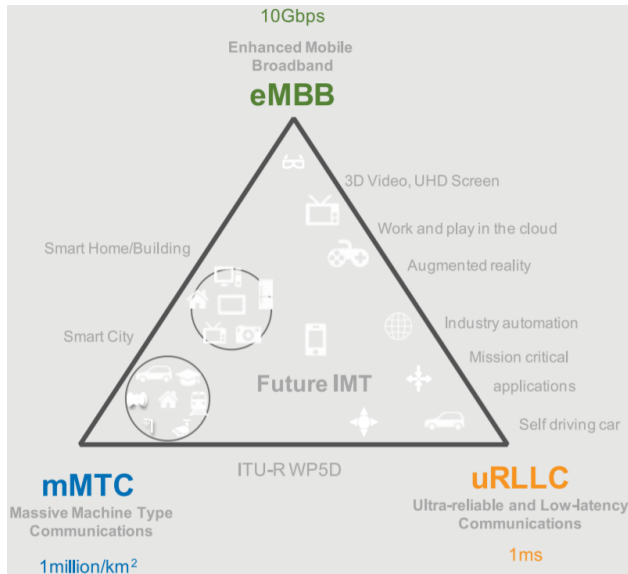 10Gbps
Enhanced Mobile
Broadband
eMBB
3D Video, UHD Screen
Work and play in the cloud
Smart Home/Building
Augmented reality
Industry automation
Smart City
Mission critical
applications
Future IMT
Self driving car
ITU-R WP5D
mMTC
Massive Machine Type
Communications
1million/km²
uRLLC
Ultra-reliable and Low-latency
Communications
1ms